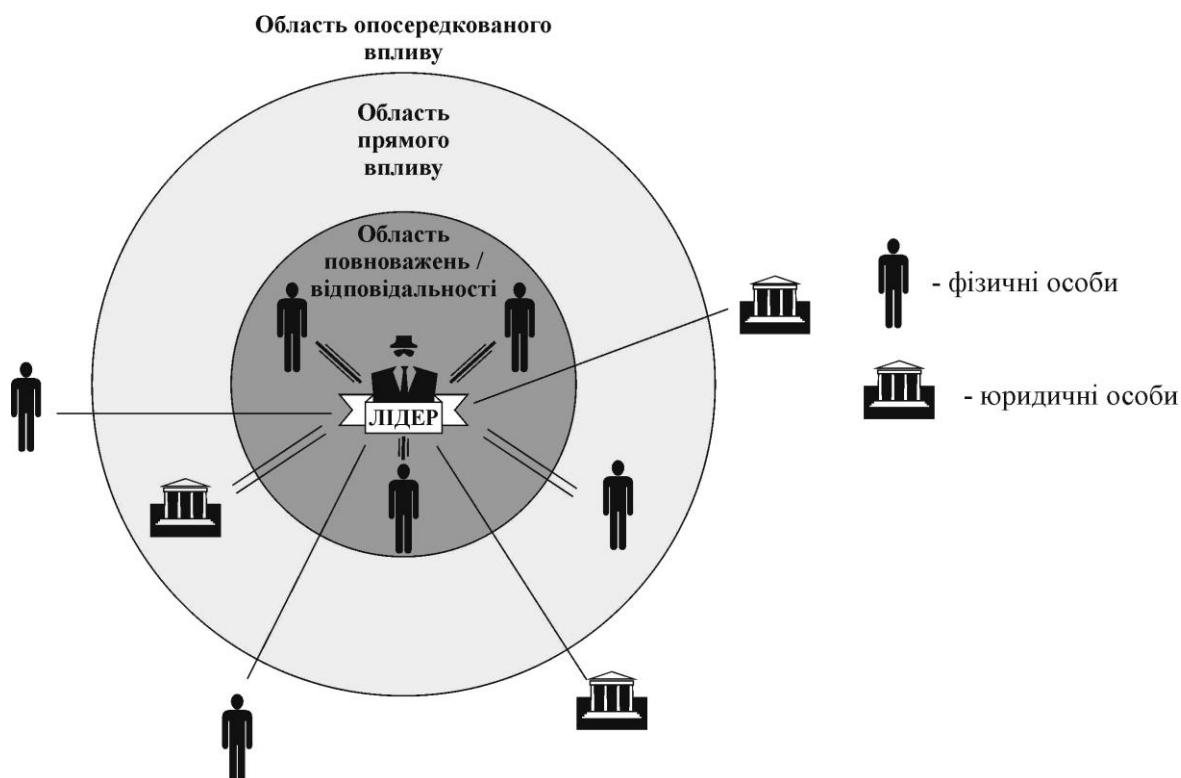 Область опосередкованого
впливу
Область
прямого
впливу
Область
повноважень /
відповідальності
ЛІДЕР
- фізичні особи
- юридичні особи